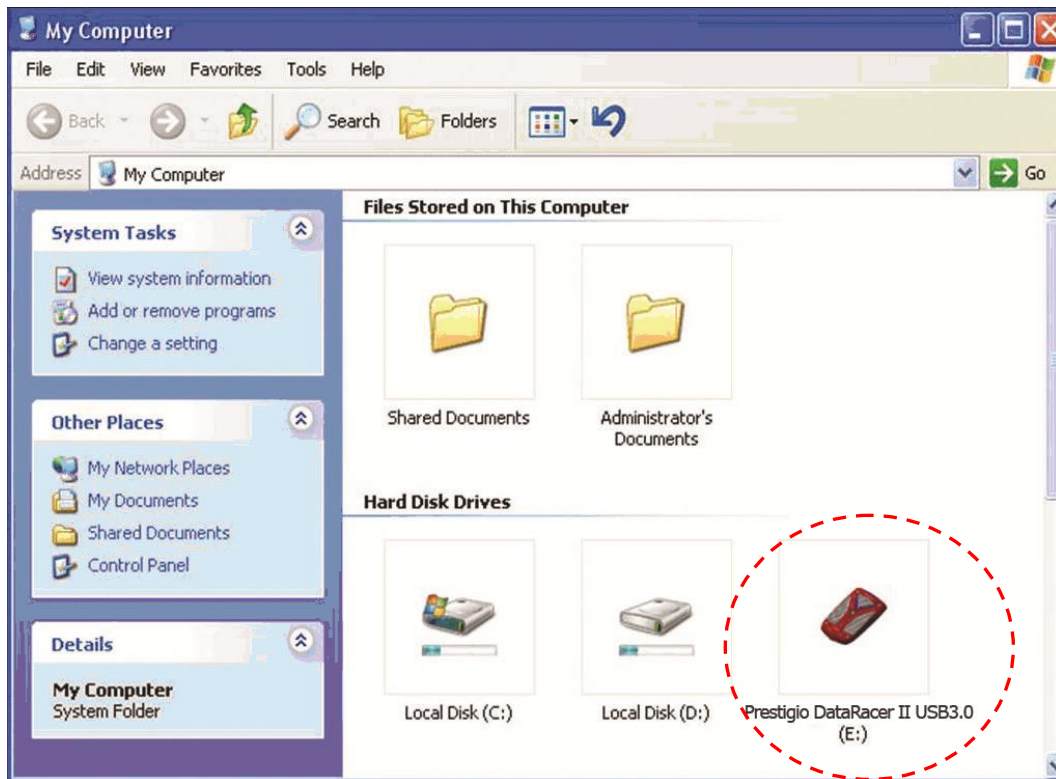 My Computer
File Edit View Favorites Tools Help
Back Search Folders
Address My Computer Go
System Tasks
View system information
Add or remove programs
Change a setting
Other Places
My Network Places
My Documents
Shared Documents
Control Panel
Details
My Computer
System Folder
Files Stored on This Computer
Shared Documents
Administrator's
Documents
Hard Disk Drives
Local Disk (C:)
Local Disk (D:)
Prestigio DataRacer II USB3.0
(E:)